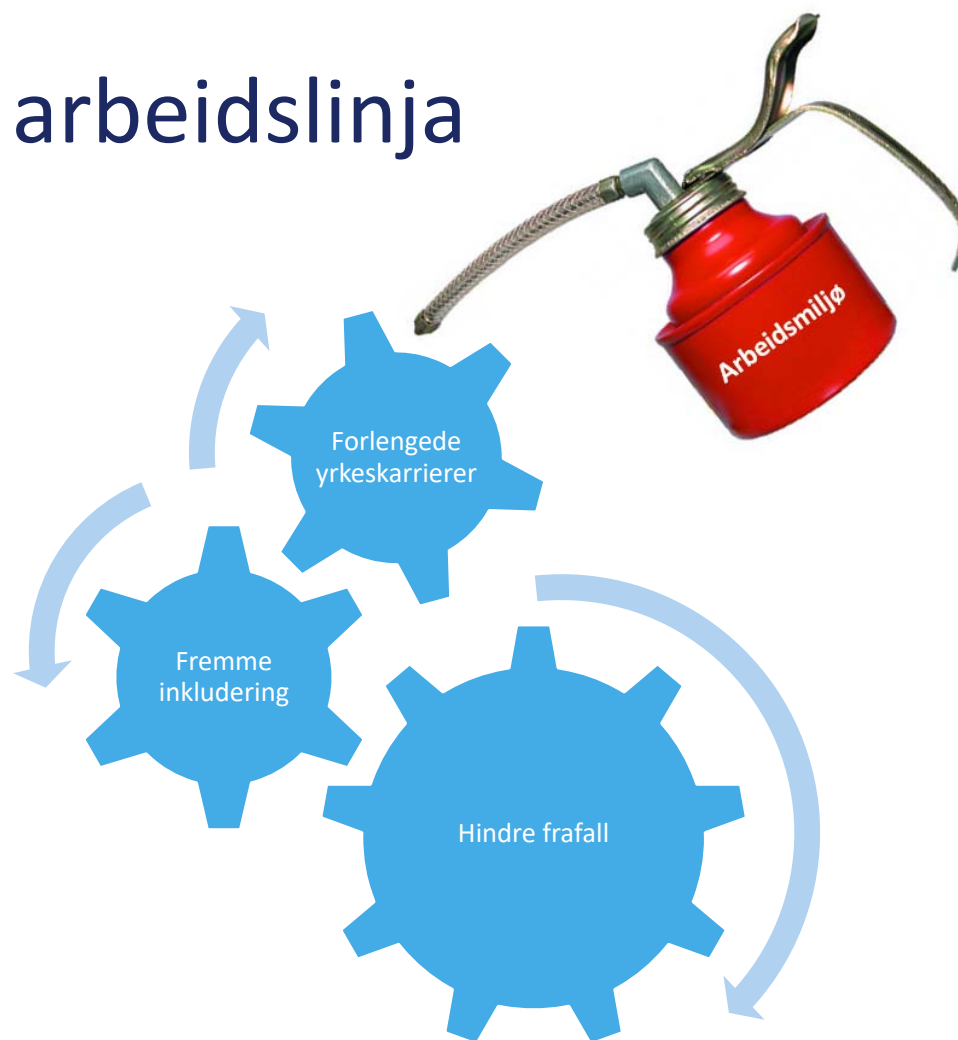 arbeidslinja
Arbeidsmiljø
Forlengede
yrkeskarrierer
Fremme
inkludering
Hindre frafall